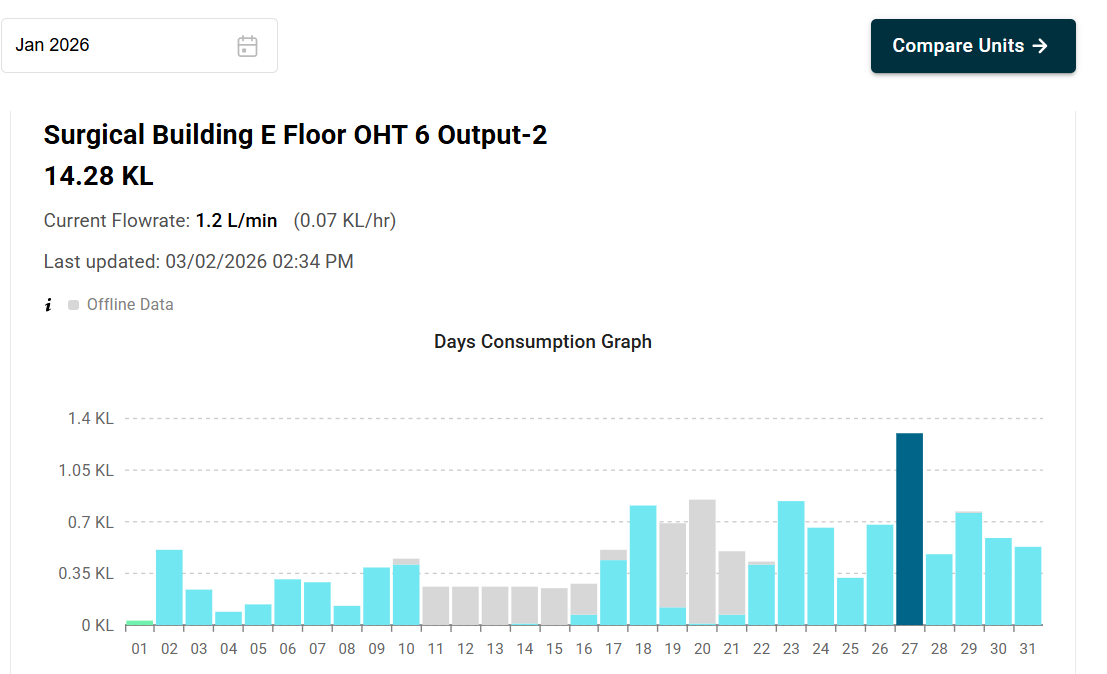 Jan 2026
Compare Units →
Surgical Building E Floor OHT 6 Output-2
14.28 KL
Current Flowrate: 1.2 L/min (0.07 KL/hr)
Last updated: 03/02/2026 02:34 PM
i Offline Data
Days Consumption Graph
1.4 KL
1.05 KL
0.7 KL
0.35 KL
0 KL
01 02 03 04 05 06 07 08 09 10 11 12 13 14 15 16 17 18 19 20 21 22 23 24 25 26 27 28 29 30 31